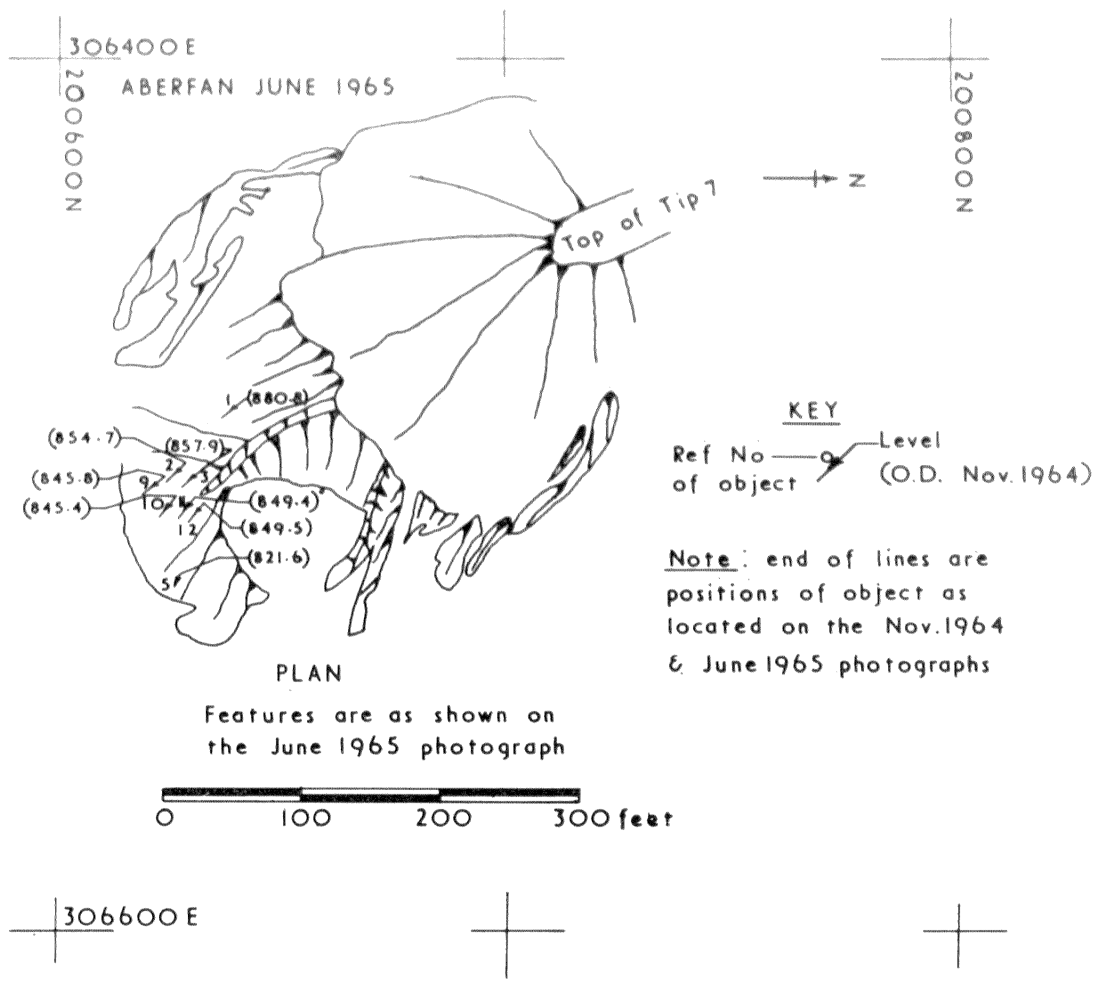 306400 E
200600N
200800N
ABERFAN JUNE 1965
N
Top of Tip 7
1 (880.8)
(854.7)
(857.9)
2
3
(845.8)
9
(845.4)
10
(849.4)
12
(849.5)
(821.6)
5
KEY
Ref No
of object
Level
(O.D. Nov. 1964)
Note : end of lines are
positions of object as
located on the Nov. 1964
& June 1965 photographs
PLAN
Features are as shown on
the June 1965 photograph
0 100 200 300 feet
306600 E